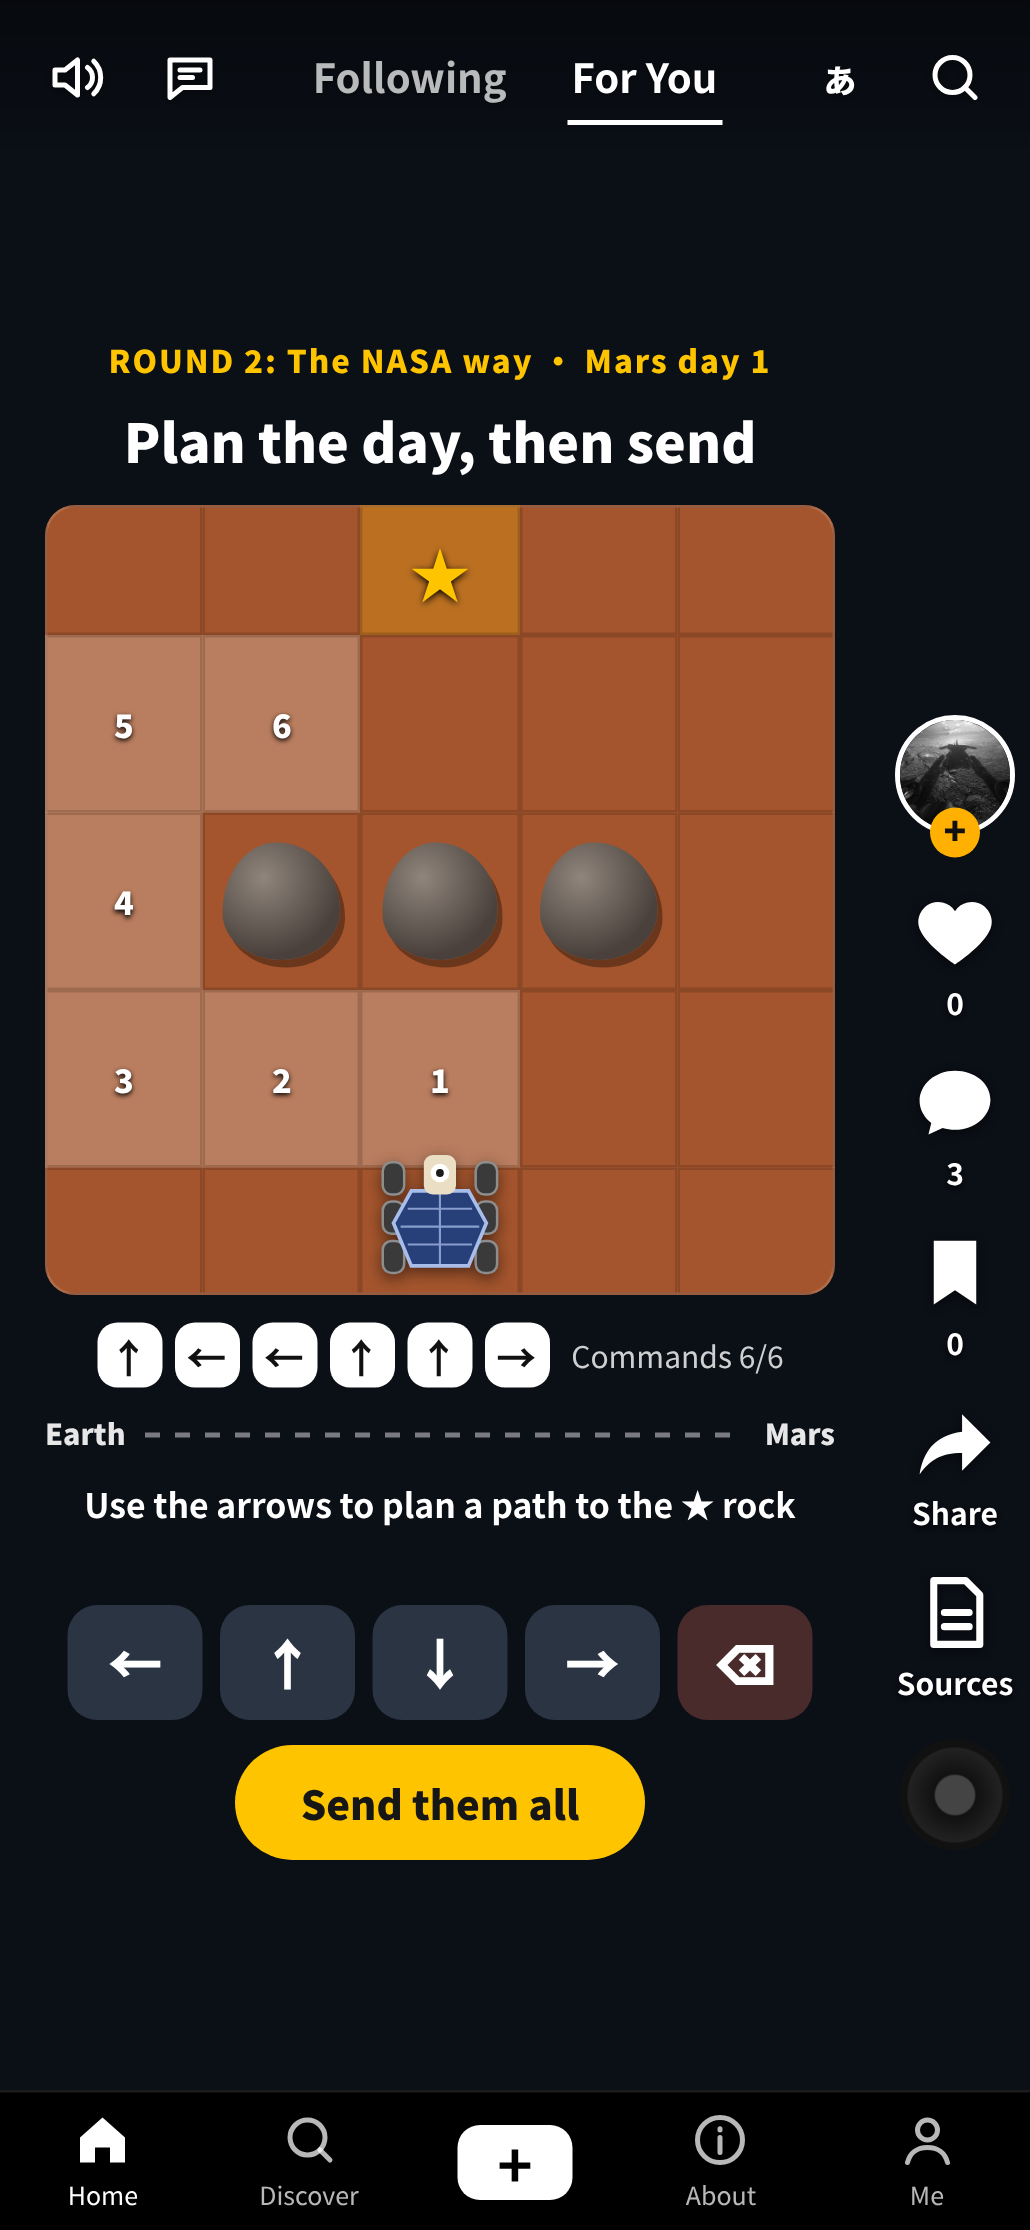 Following
For You
あ
ROUND 2: The NASA way • Mars day 1
Plan the day, then send
★
5
6
4
3
2
1
↑ ← ← ↑ ↑ → Commands 6/6
Earth
Mars
Use the arrows to plan a path to the ★ rock
← ↑ ↓ →
Send them all
0
3
0
Share
Sources
Home
Discover
+
About
Me